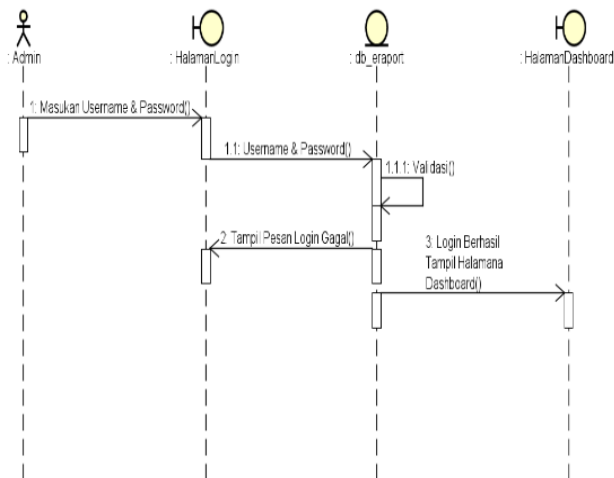 : Admin
: HalamanLogin
: db_eraport
: HalamanDashboard
1: Masukan Username & Password()
1.1: Username & Password()
1.1.1: Validasi()
2: Tampil Pesan Login Gagal()
3: Login Berhasil
Tampil Halamana
Dashboard()